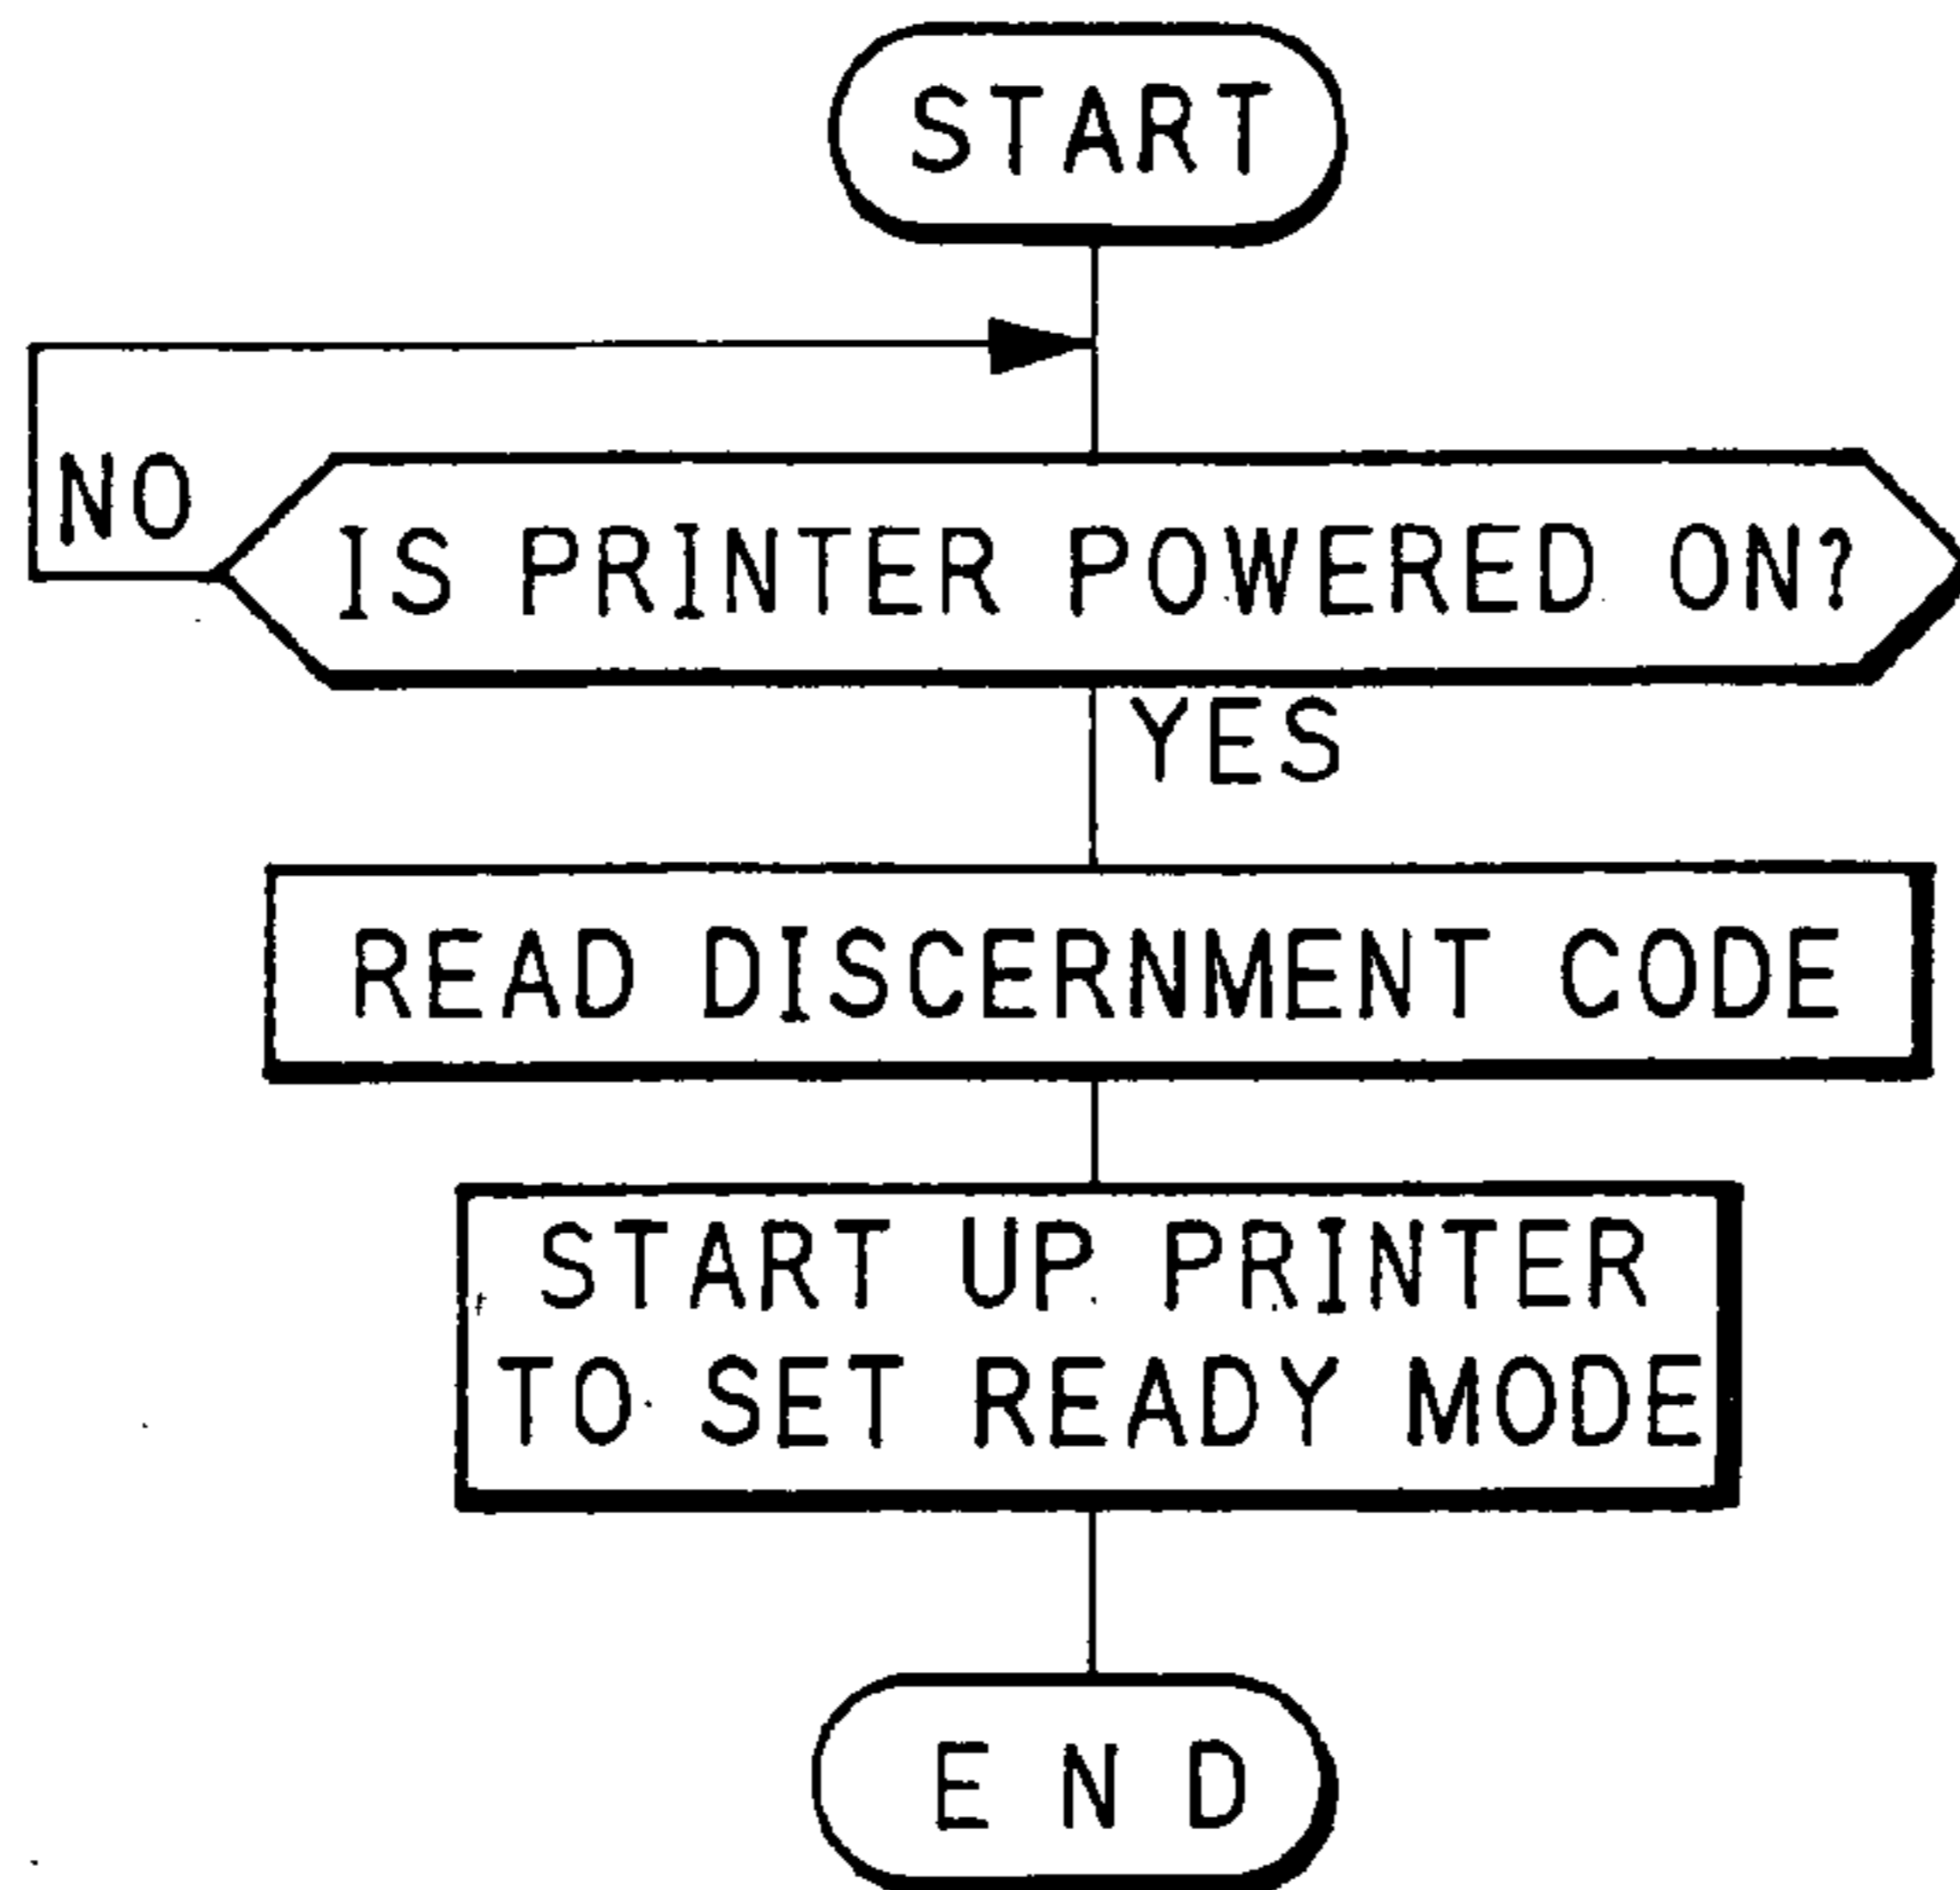 START
NO
IS PRINTER POWERED ON?
YES
READ DISCERNMENT CODE
START UP PRINTER
TO SET READY MODE
END